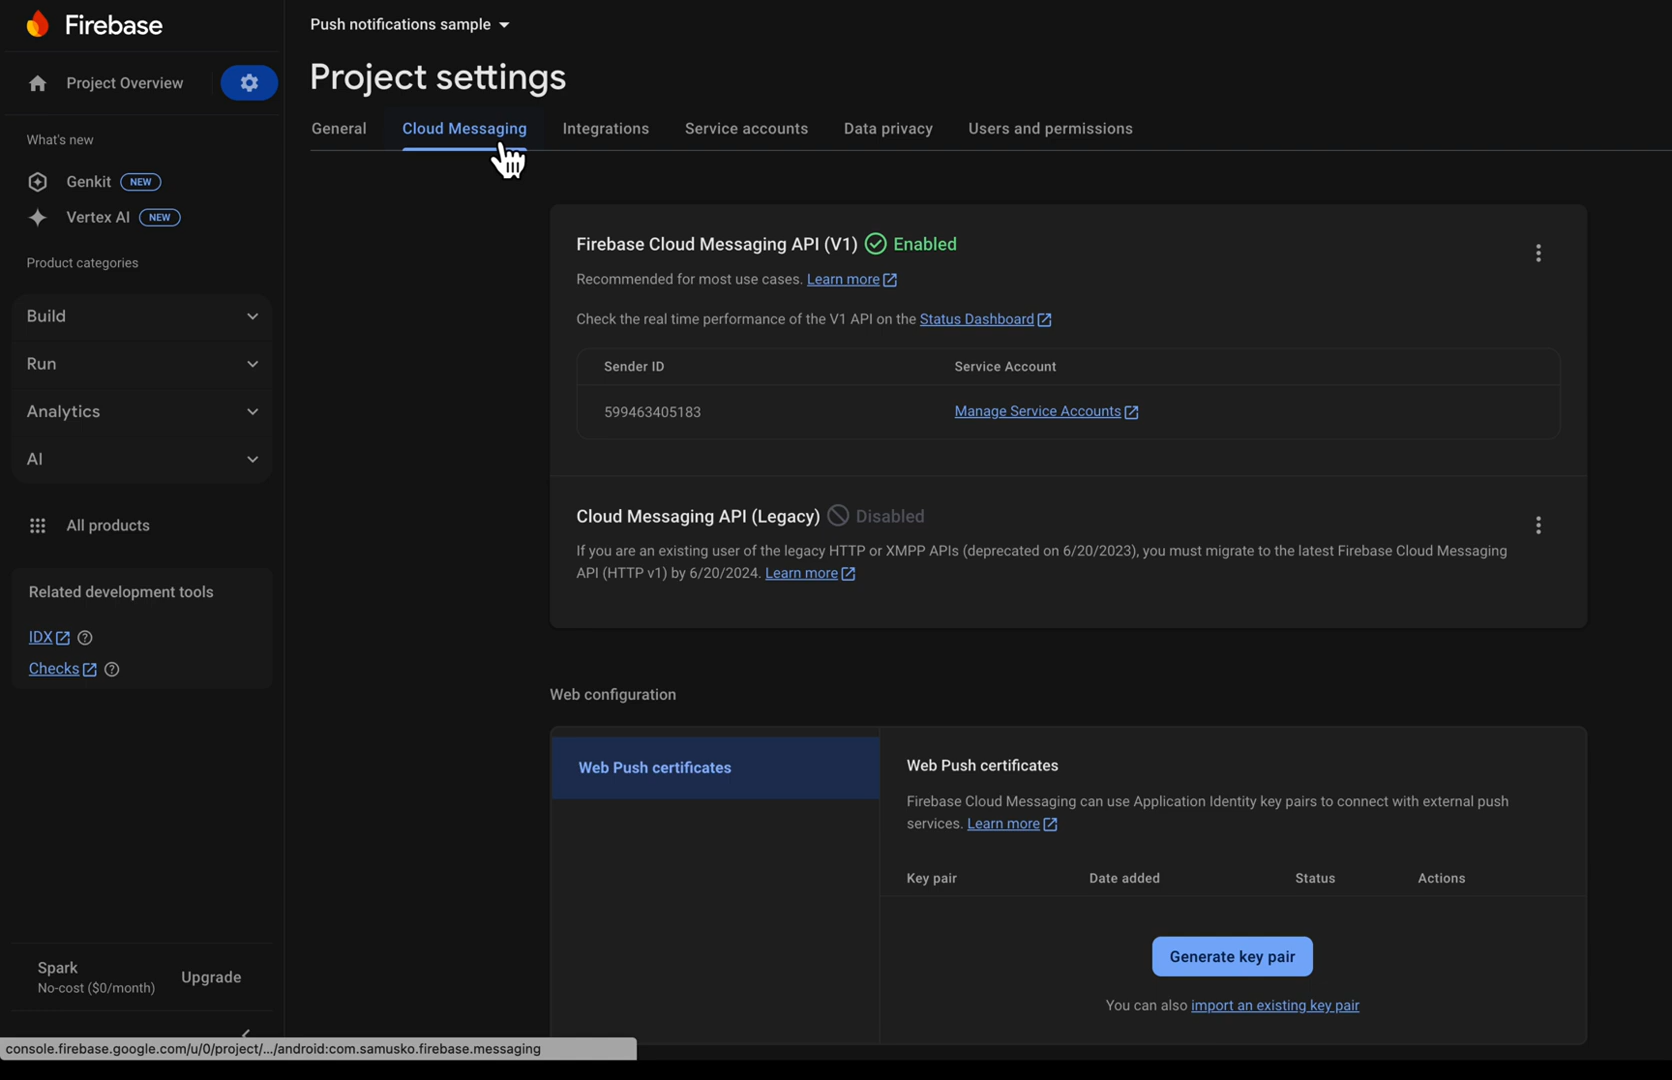 Firebase
Project Overview
What's new
Genkit NEW
Vertex AI NEW
Product categories
Build
Run
Analytics
AI
All products
Related development tools
IDX
Checks
Spark
No-cost ($0/month)
Upgrade
console.firebase.google.com/u/0/project/.../android:com.samusko.firebase.messaging
Push notifications sample
Project settings
General Cloud Messaging Integrations Service accounts Data privacy Users and permissions
Firebase Cloud Messaging API (V1) Enabled
Recommended for most use cases. Learn more
Check the real time performance of the V1 API on the Status Dashboard
Sender ID Service Account
599463405183 Manage Service Accounts
Cloud Messaging API (Legacy) Disabled
If you are an existing user of the legacy HTTP or XMPP APIs (deprecated on 6/20/2023), you must migrate to the latest Firebase Cloud Messaging
API (HTTP v1) by 6/20/2024. Learn more
Web configuration
Web Push certificates
Web Push certificates
Firebase Cloud Messaging can use Application Identity key pairs to connect with external push
services. Learn more
Key pair Date added Status Actions
Generate key pair
You can also import an existing key pair